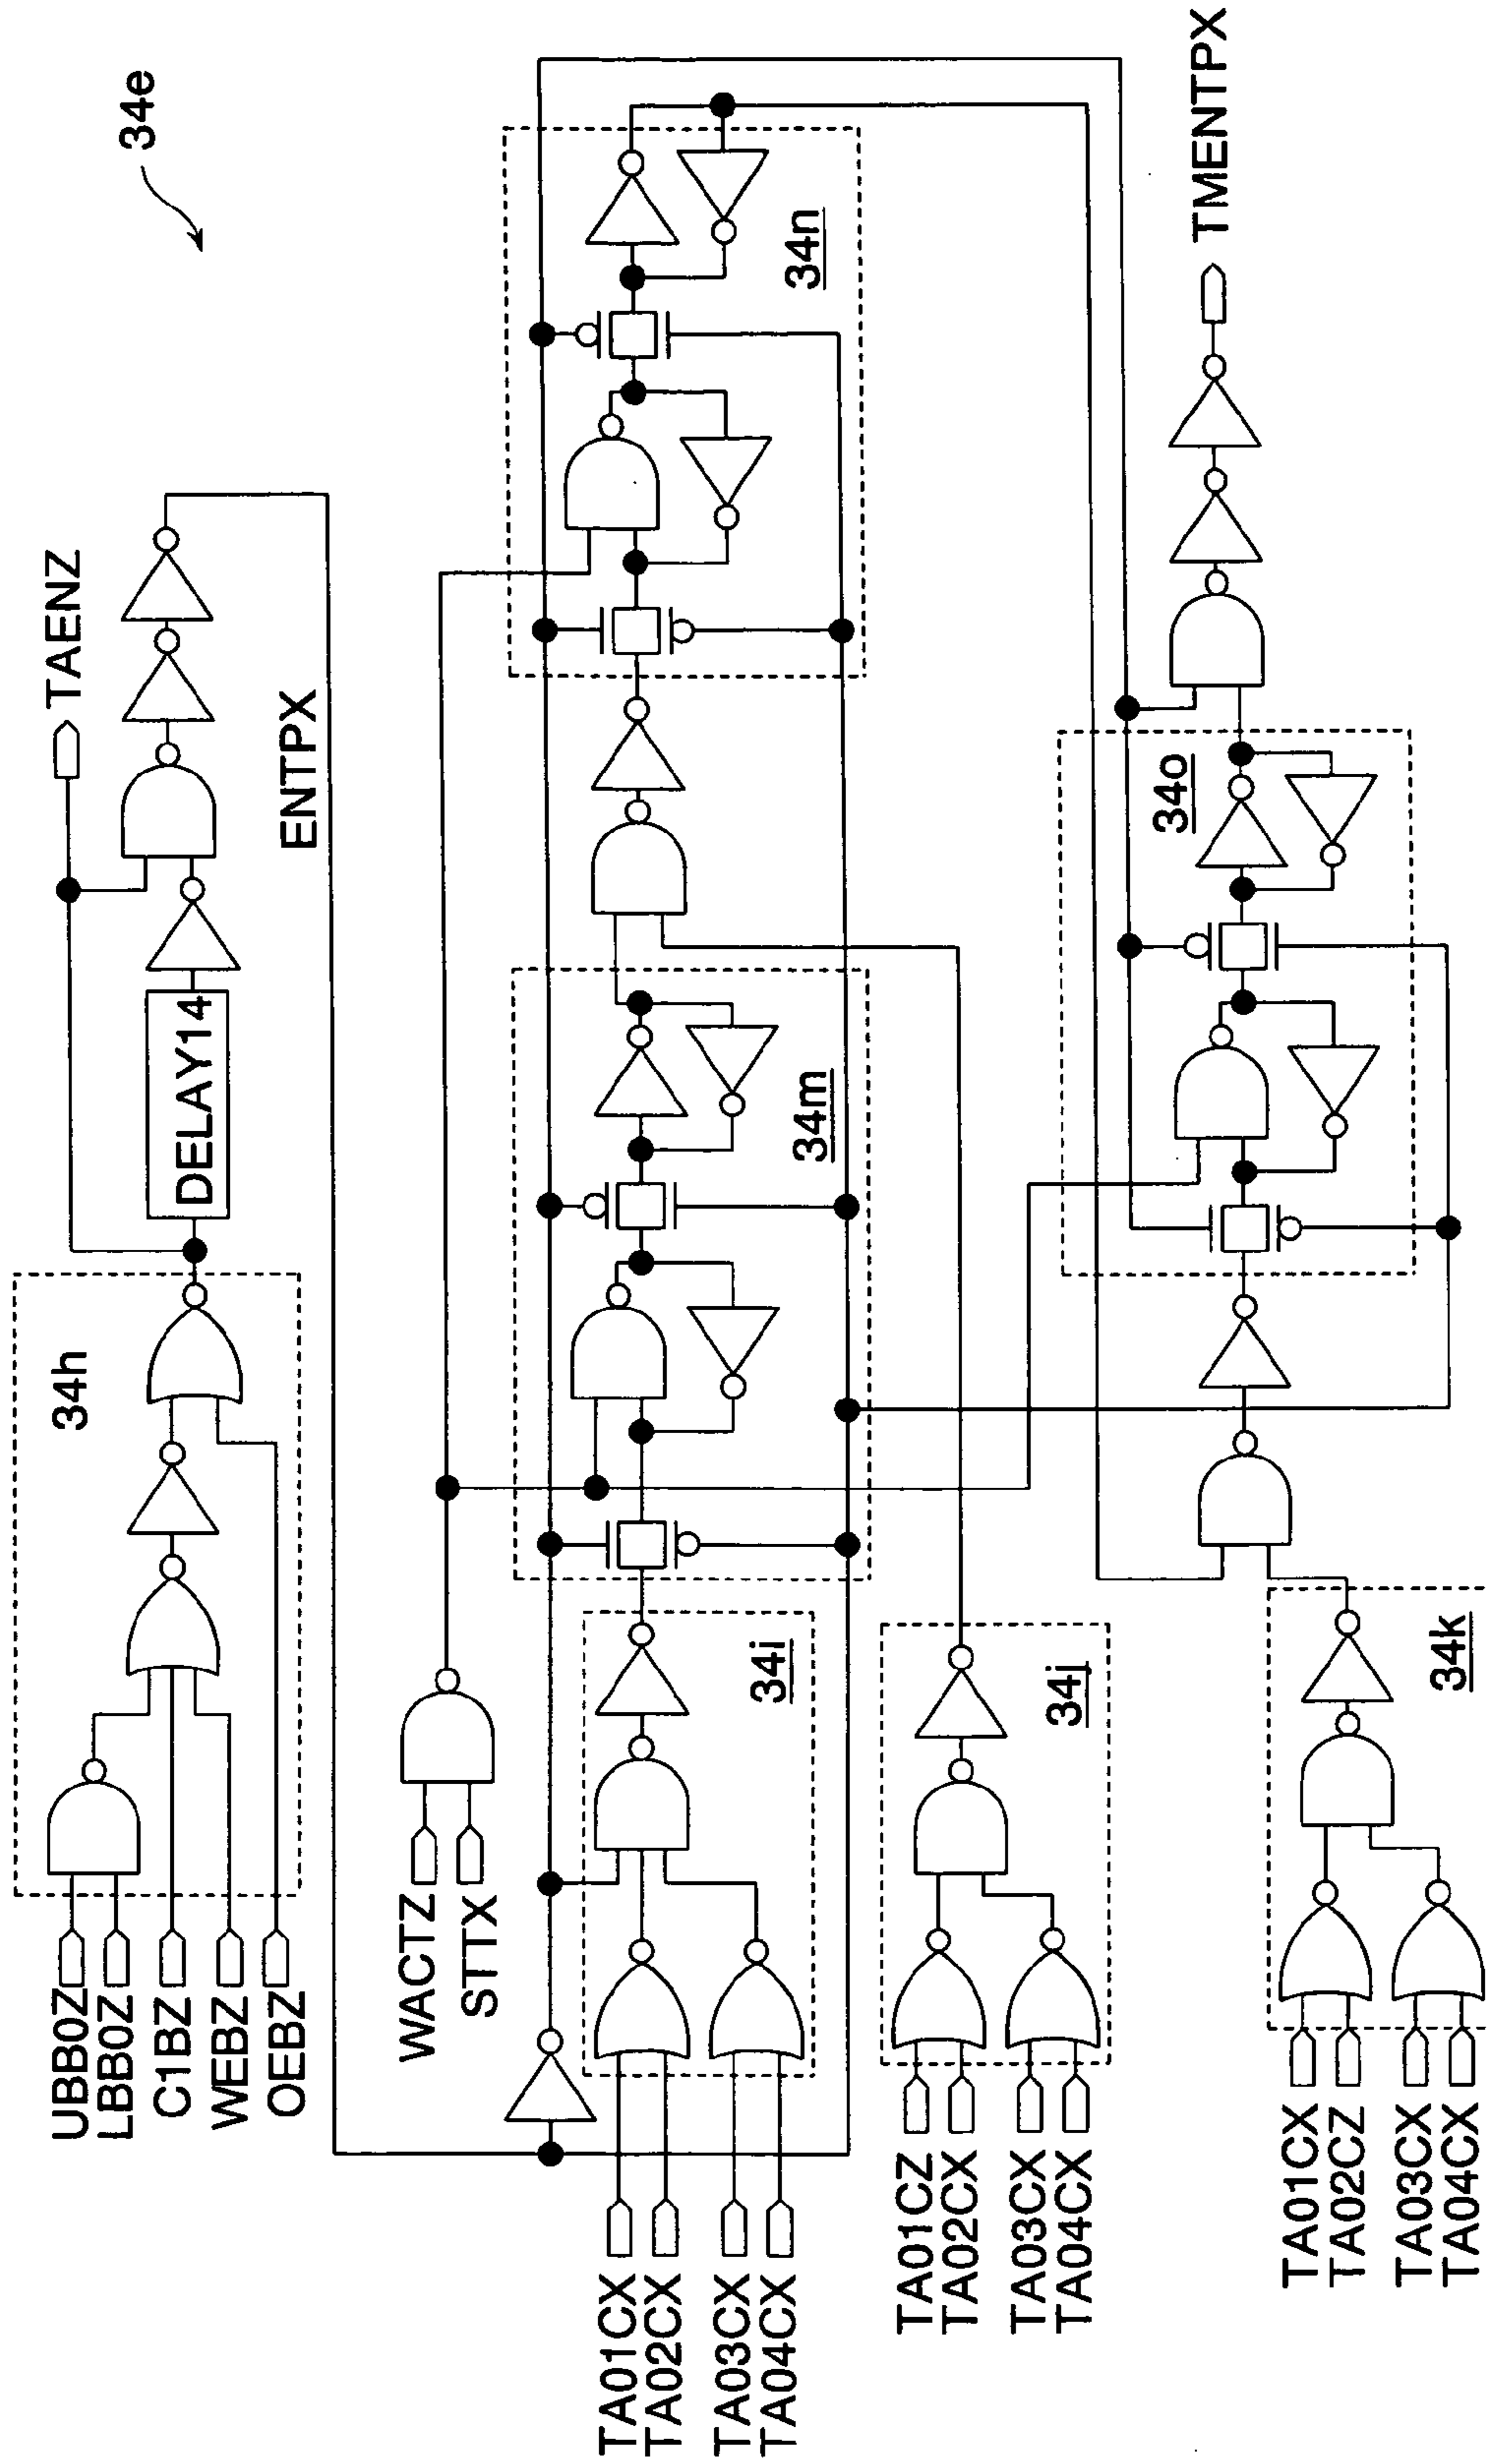 34e
UBB0Z
LBB0Z
C1BZ
WEBZ
OEBZ
34h
DELAY14
TAENZ
ENTPX
WACTZ
STTX
TA01CX
TA02CX
TA03CX
TA04CX
34i
34m
34n
TA01CZ
TA02CX
TA03CX
TA04CX
34j
TA01CX
TA02CZ
TA03CX
TA04CX
34k
34o
TMENTPX